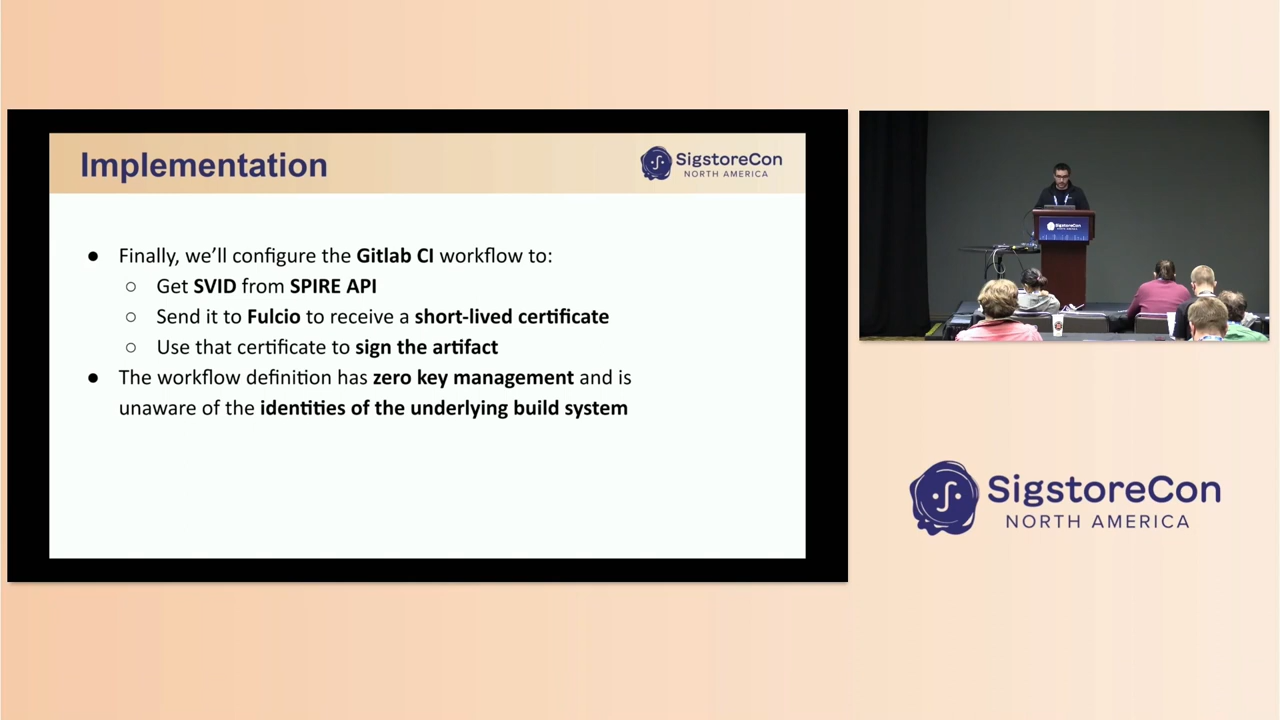 Implementation
SigstoreCon
NORTH AMERICA
● Finally, we'll configure the Gitlab CI workflow to:
○ Get SVID from SPIRE API
○ Send it to Fulcio to receive a short-lived certificate
○ Use that certificate to sign the artifact
● The workflow definition has zero key management and is
unaware of the identities of the underlying build system
SigstoreCon
SigstoreCon
NORTH AMERICA